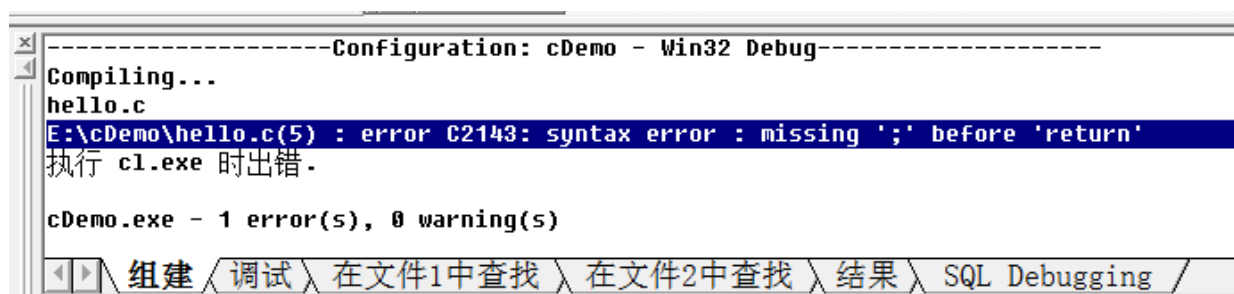 --------------------Configuration: cDemo - Win32 Debug--------------------
Compiling...
hello.c
E:\cDemo\hello.c(5) : error C2143: syntax error : missing ';' before 'return'
执行 cl.exe 时出错.
cDemo.exe - 1 error(s), 0 warning(s)
组建 调试 在文件1中查找 在文件2中查找 结果 SQL Debugging